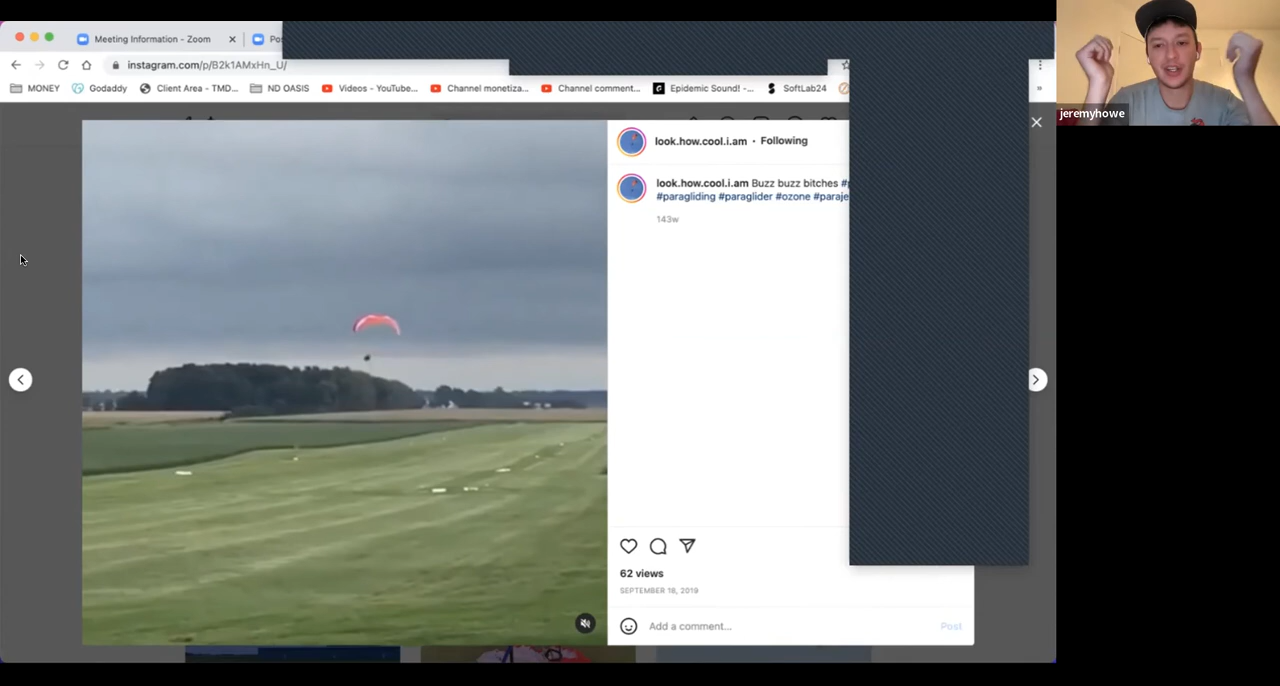 Meeting Information - Zoom
instagram.com/p/B2k1AMxHn_U/
MONEY Godaddy Client Area - TMD... ND OASIS Videos - YouTube... Channel monetiza... Channel comment... Epidemic Sound! -... SoftLab24 »
jeremyhowe
look.how.cool.i.am • Following
look.how.cool.i.am Buzz buzz bitches
#paragliding #paraglider #ozone
143w
62 views
SEPTEMBER 18, 2019
Add a comment... Post